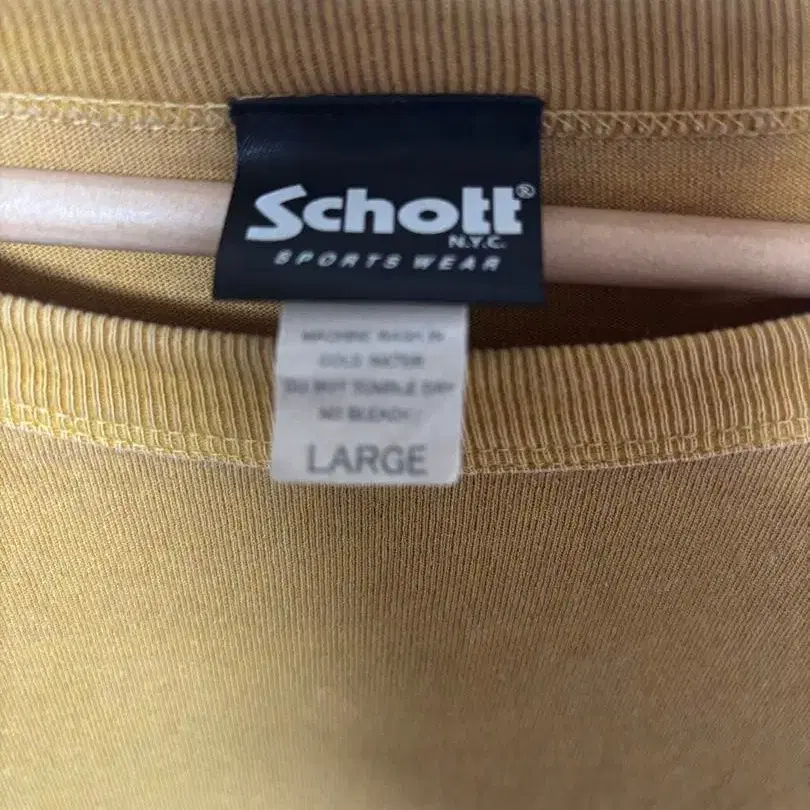 Schott®
N.Y.C.
SPORTS WEAR
MACHINE WASH IN
COLD WATER
DO NOT TUMBLE DRY
NO BLEACH
LARGE